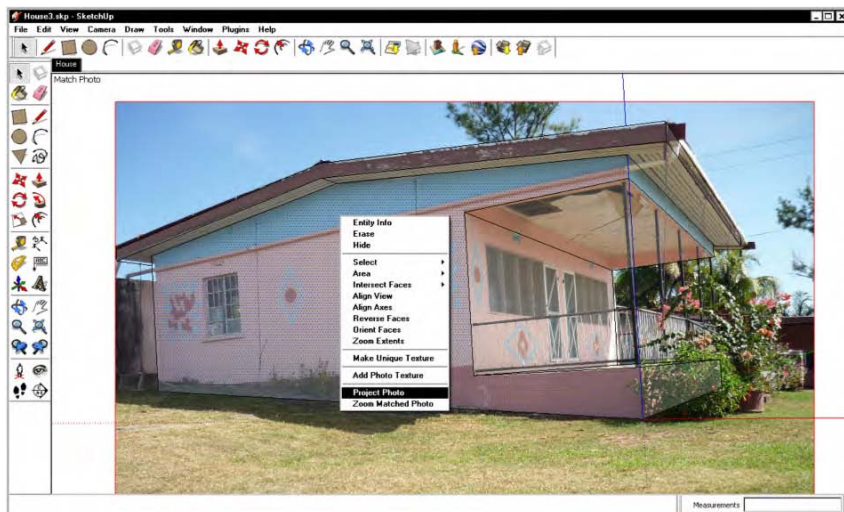 House3.skp - SketchUp
File Edit View Camera Draw Tools Window Plugins Help
House
Match Photo
Entity Info
Erase
Hide
Select
Area
Intersect Faces
Align View
Align Axes
Reverse Faces
Orient Faces
Zoom Extents
Make Unique Texture
Add Photo Texture
Project Photo
Zoom Matched Photo
Measurements